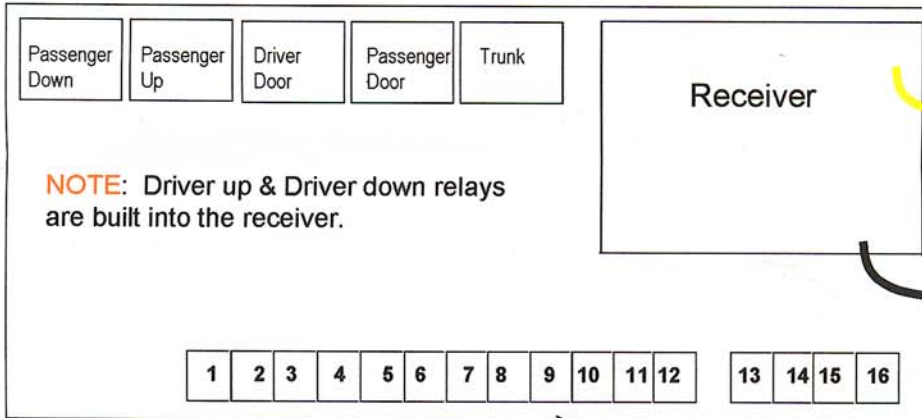 Passenger Down
Passenger Up
Driver Door
Passenger Door
Trunk
Receiver
NOTE: Driver up & Driver down relays
are built into the receiver.
1 2 3 4 5 6 7 8 9 10 11 12 13 14 15 16